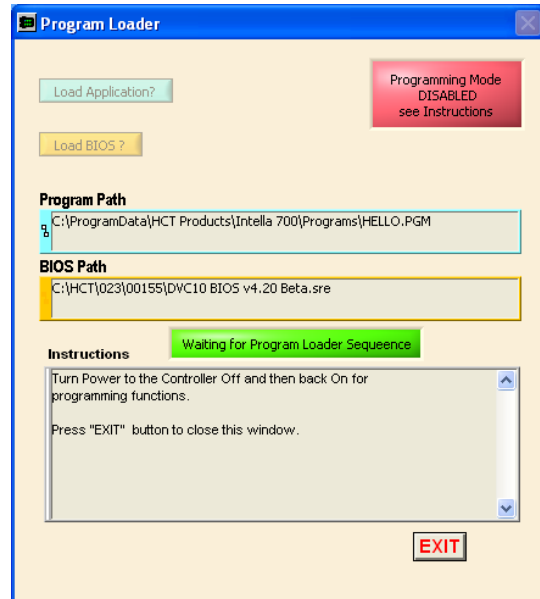 Program Loader
Load Application?
Programming Mode
DISABLED
see Instructions
Load BIOS ?
Program Path
C:\ProgramData\HCT Products\Intella 700\Programs\HELLO.PGM
BIOS Path
C:\HCT\023\00155\DVC10 BIOS v4.20 Beta.sre
Waiting for Program Loader Sequeence
Instructions
Turn Power to the Controller Off and then back On for
programming functions.
Press "EXIT"  button to close this window.
EXIT